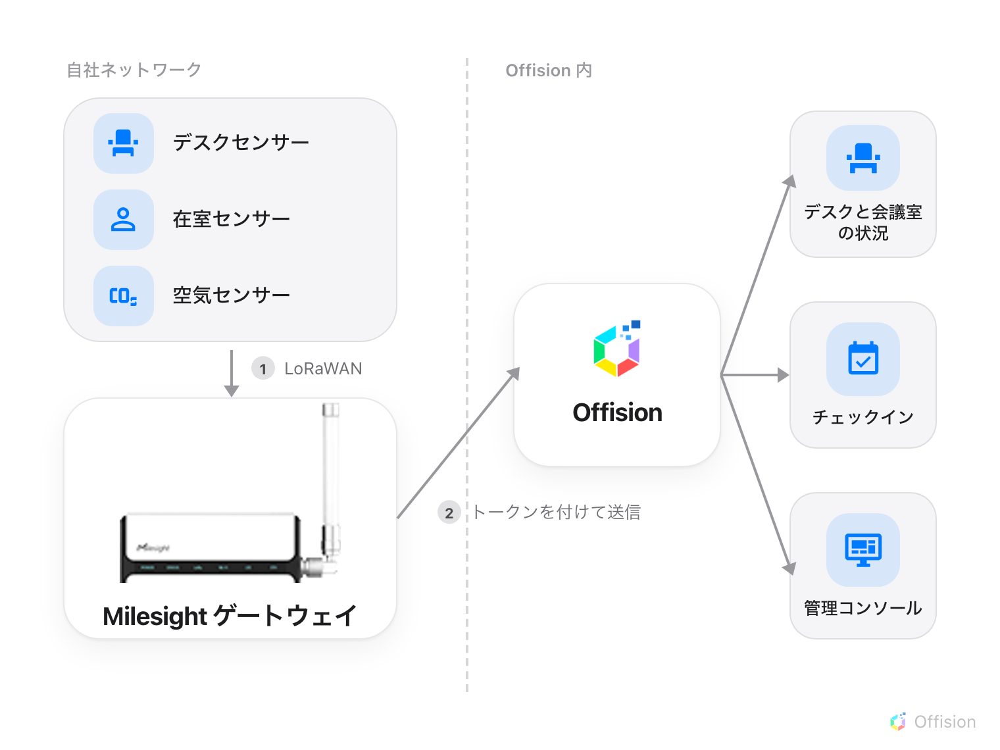 自社ネットワーク
Offision 内
デスクセンサー
在室センサー
空気センサー
1 LoRaWAN
Milesight
Milesight ゲートウェイ
2 トークンを付けて送信
Offision
デスクと会議室
の状況
チェックイン
管理コンソール
Offision